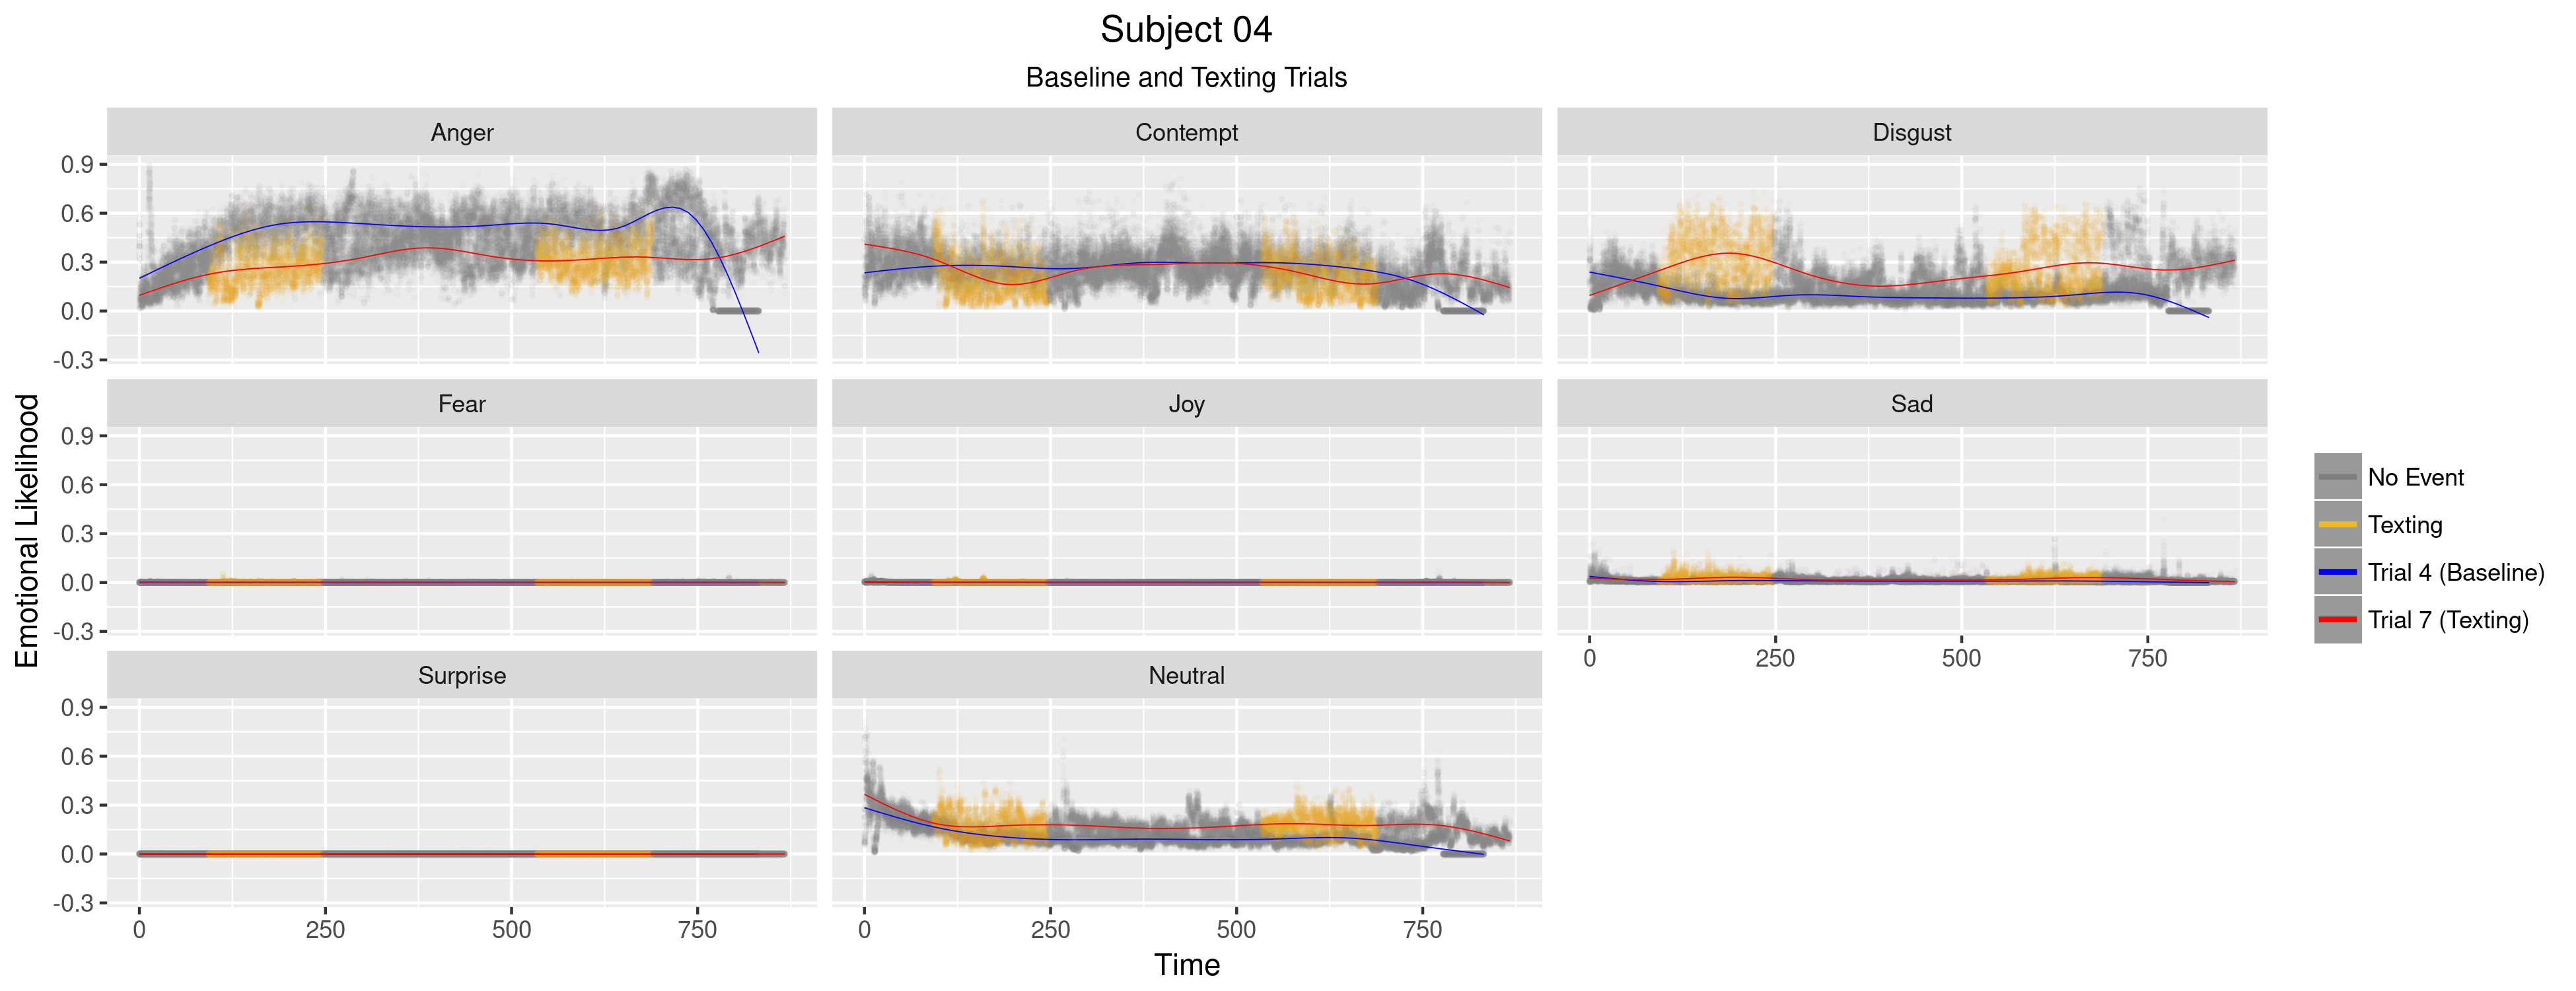 Subject 04
Baseline and Texting Trials
Anger
Contempt
Disgust
0.9
0.6
0.3
0.0
-0.3
Fear
Joy
Sad
0.9
0.6
0.3
0.0
-0.3
0 250 500 750
Surprise
Neutral
0.9
0.6
0.3
0.0
-0.3
0 250 500 750
0 250 500 750
Time
Emotional Likelihood
No Event
Texting
Trial 4 (Baseline)
Trial 7 (Texting)